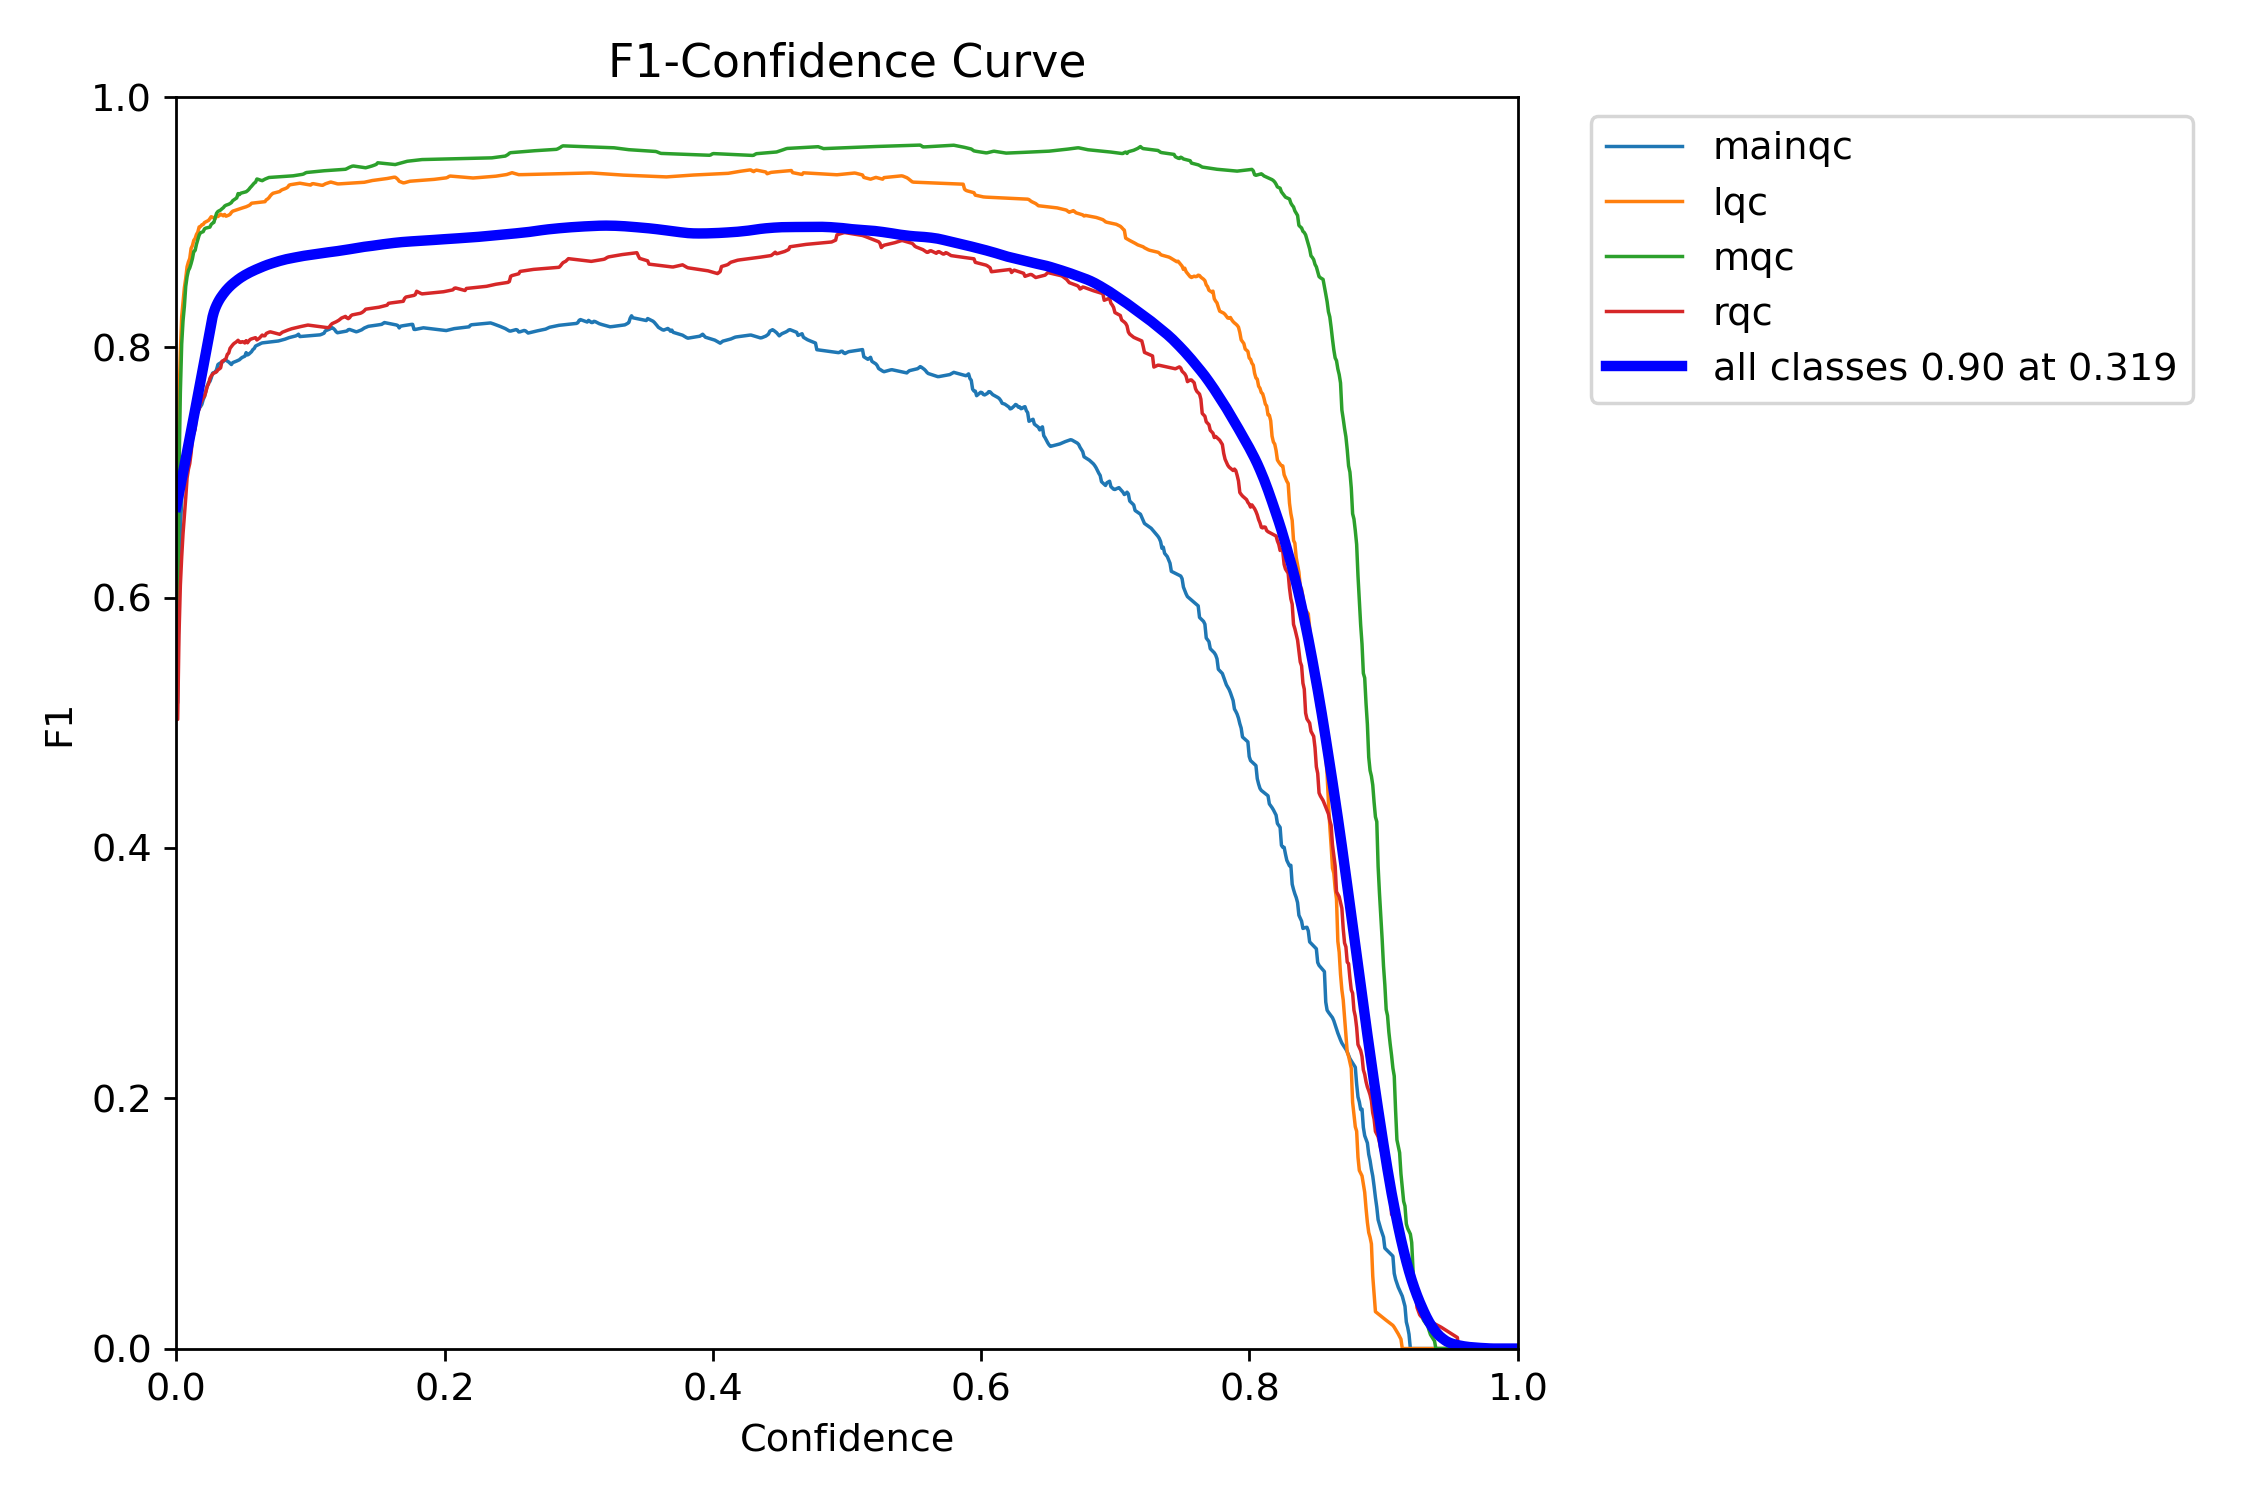 F1-Confidence Curve
1.0
0.8
0.6
0.4
0.2
0.0
F1
0.0 0.2 0.4 0.6 0.8 1.0
Confidence
mainqc
lqc
mqc
rqc
all classes 0.90 at 0.319